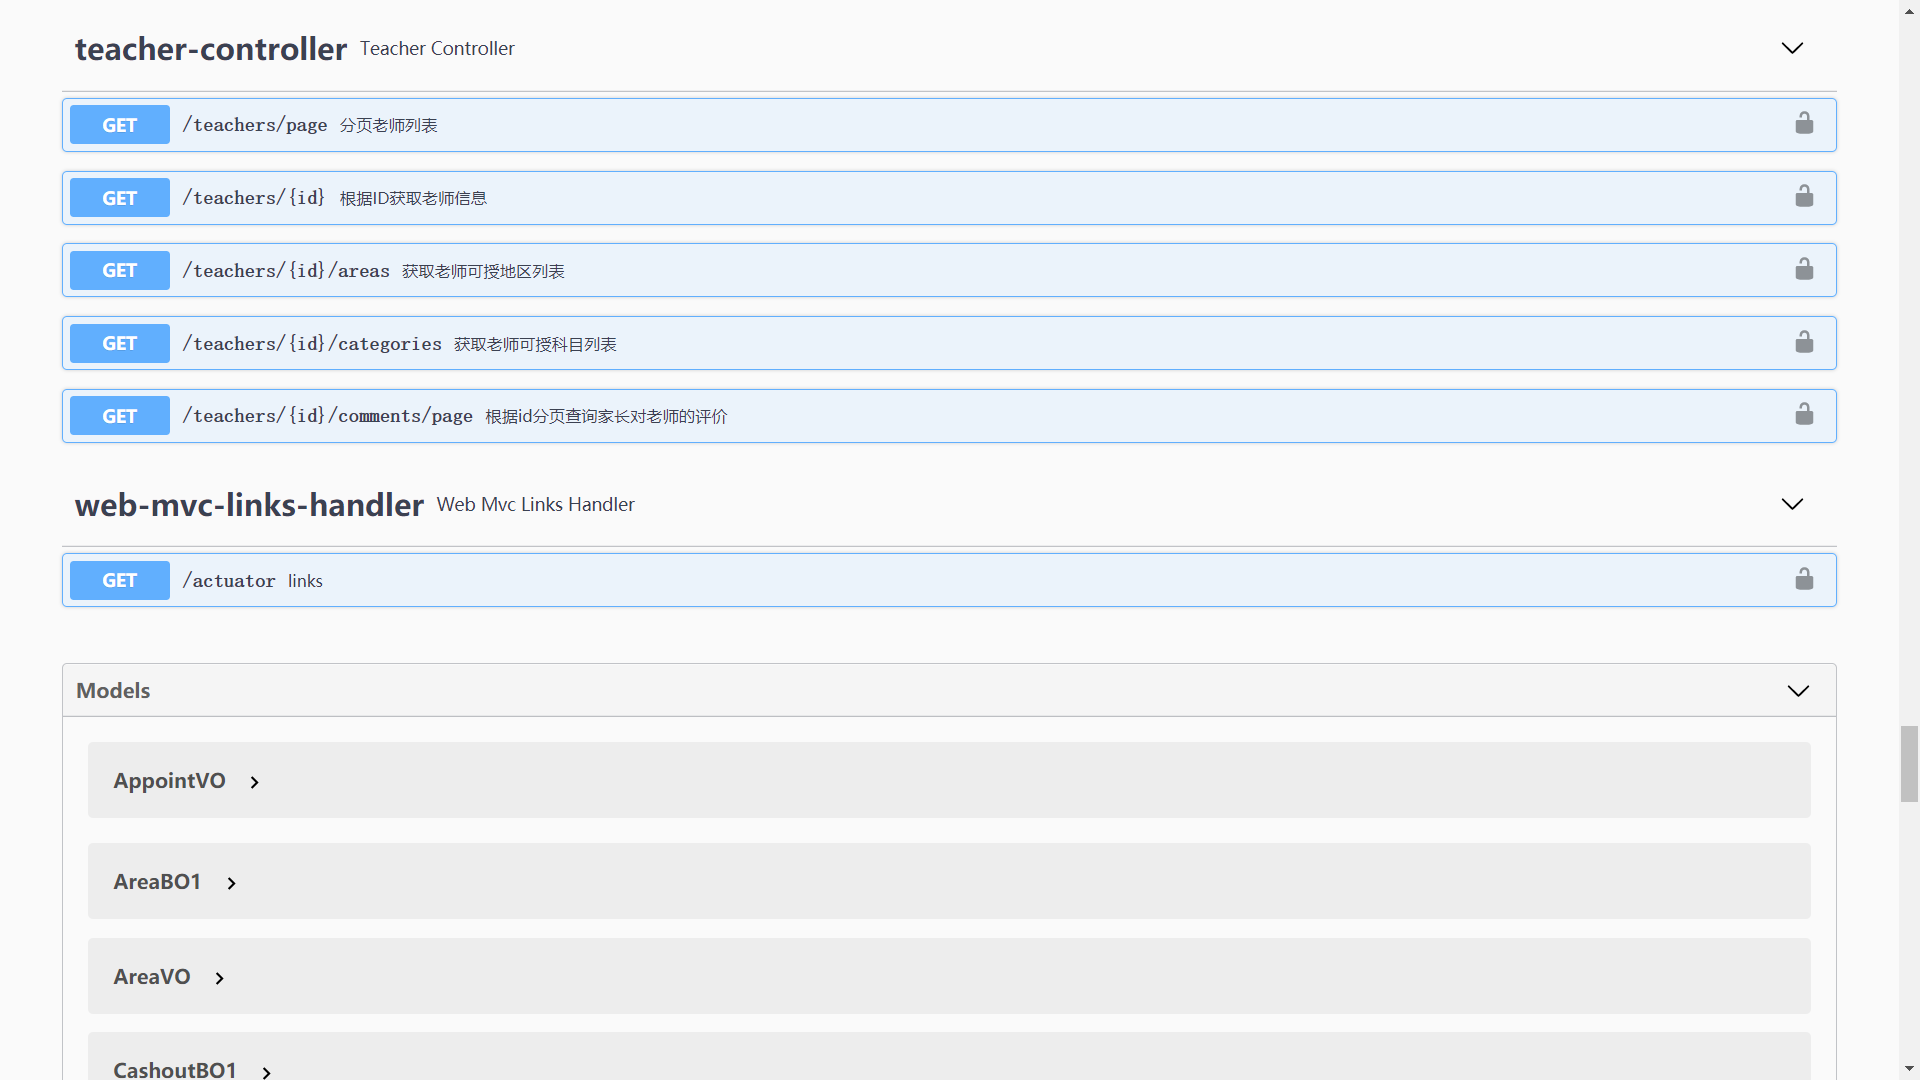 teacher-controller Teacher Controller
GET /teachers/page 分页老师列表
GET /teachers/{id} 根据ID获取老师信息
GET /teachers/{id}/areas 获取老师可授地区列表
GET /teachers/{id}/categories 获取老师可授科目列表
GET /teachers/{id}/comments/page 根据id分页查询家长对老师的评价
web-mvc-links-handler Web Mvc Links Handler
GET /actuator links
Models
AppointVO
AreaBO1
AreaVO
CashoutBO1